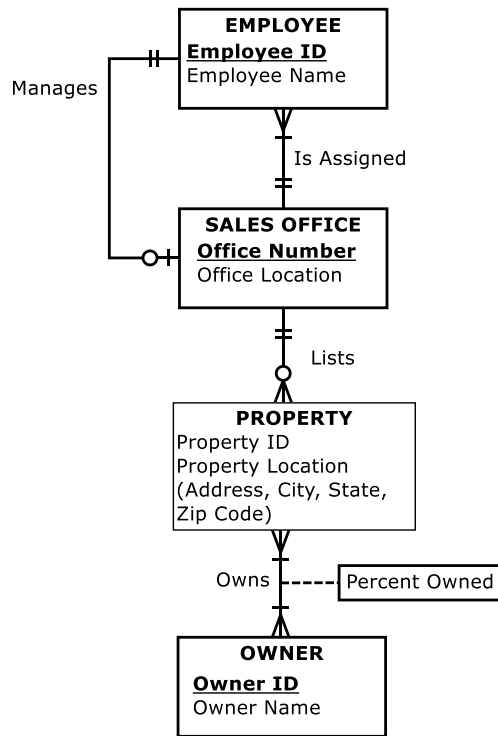 EMPLOYEE
Employee ID
Employee Name
Manages
Is Assigned
SALES OFFICE
Office Number
Office Location
Lists
PROPERTY
Property ID
Property Location
(Address, City, State,
Zip Code)
Owns
Percent Owned
OWNER
Owner ID
Owner Name